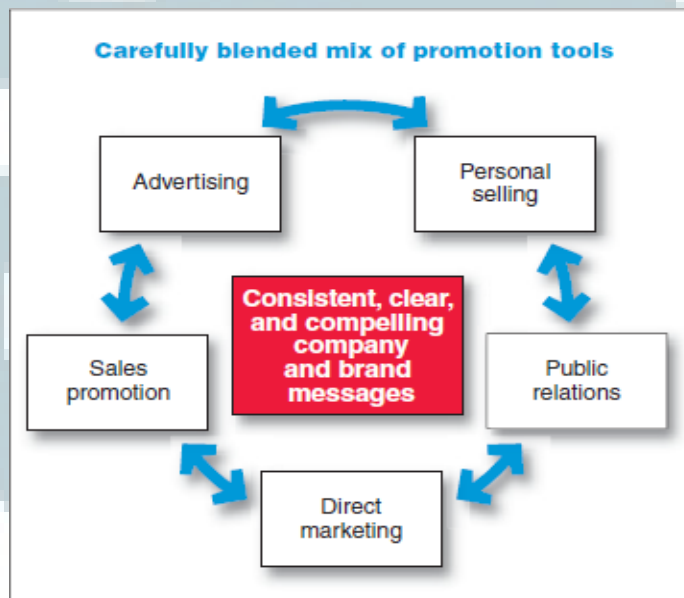 Carefully blended mix of promotion tools
Advertising
Personal
selling
Consistent, clear,
and compelling
company
and brand
messages
Sales
promotion
Public
relations
Direct
marketing